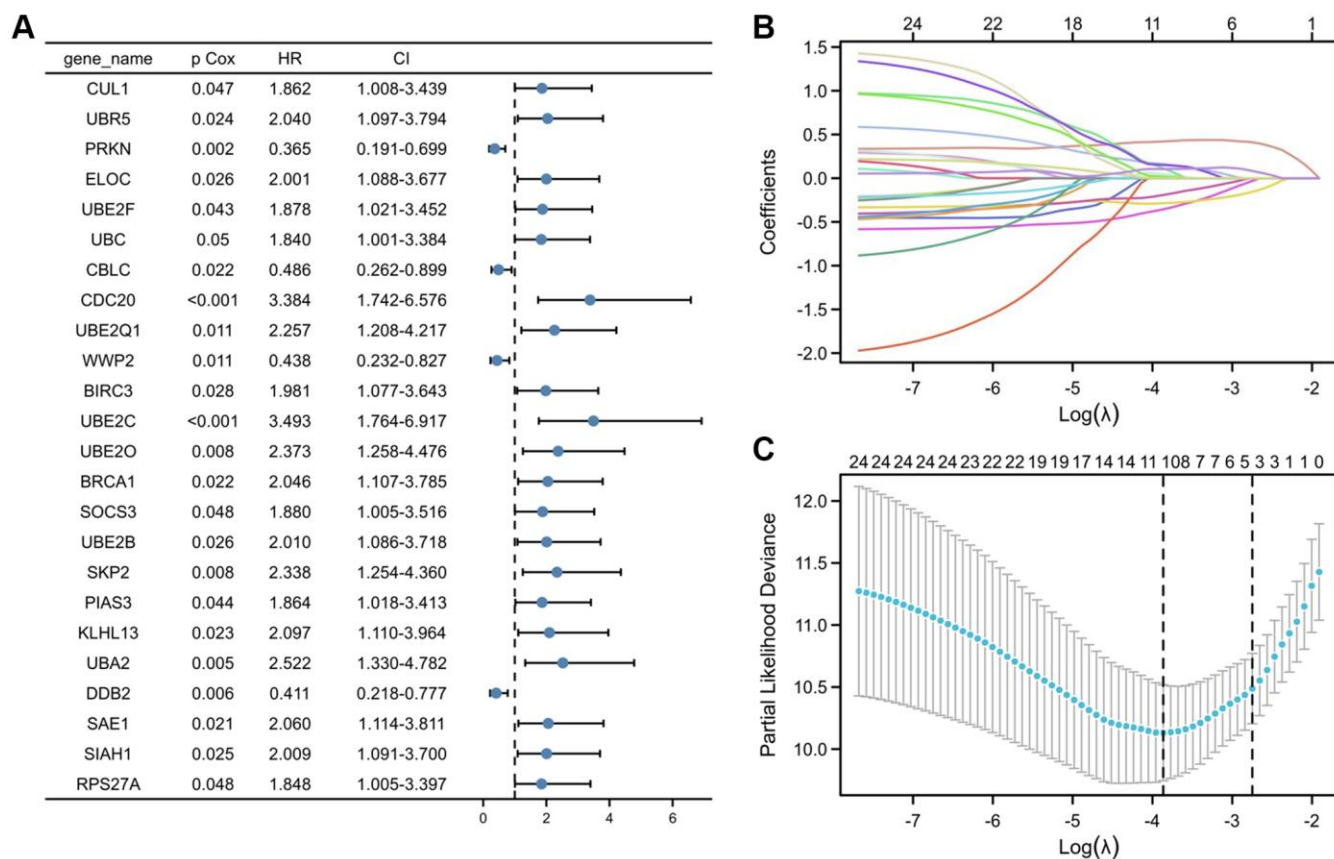 A
gene_name p Cox HR CI
CUL1 0.047 1.862 1.008-3.439
UBR5 0.024 2.040 1.097-3.794
PRKN 0.002 0.365 0.191-0.699
ELOC 0.026 2.001 1.088-3.677
UBE2F 0.043 1.878 1.021-3.452
UBC 0.05 1.840 1.001-3.384
CBLC 0.022 0.486 0.262-0.899
CDC20 <0.001 3.384 1.742-6.576
UBE2Q1 0.011 2.257 1.208-4.217
WWP2 0.011 0.438 0.232-0.827
BIRC3 0.028 1.981 1.077-3.643
UBE2C <0.001 3.493 1.764-6.917
UBE2O 0.008 2.373 1.258-4.476
BRCA1 0.022 2.046 1.107-3.785
SOCS3 0.048 1.880 1.005-3.516
UBE2B 0.026 2.010 1.086-3.718
SKP2 0.008 2.338 1.254-4.360
PIAS3 0.044 1.864 1.018-3.413
KLHL13 0.023 2.097 1.110-3.964
UBA2 0.005 2.522 1.330-4.782
DDB2 0.006 0.411 0.218-0.777
SAE1 0.021 2.060 1.114-3.811
SIAH1 0.025 2.009 1.091-3.700
RPS27A 0.048 1.848 1.005-3.397
0 2 4 6
B
24 22 18 11 6 1
Coefficients
1.5
1.0
0.5
0.0
-0.5
-1.0
-1.5
-2.0
-7 -6 -5 -4 -3 -2
Log(λ)
C
24 24 24 24 24 23 22 22 19 19 17 14 14 11 108 7 7 6 5 3 3 1 1 0
Partial Likelihood Deviance
12.0
11.5
11.0
10.5
10.0
-7 -6 -5 -4 -3 -2
Log(λ)